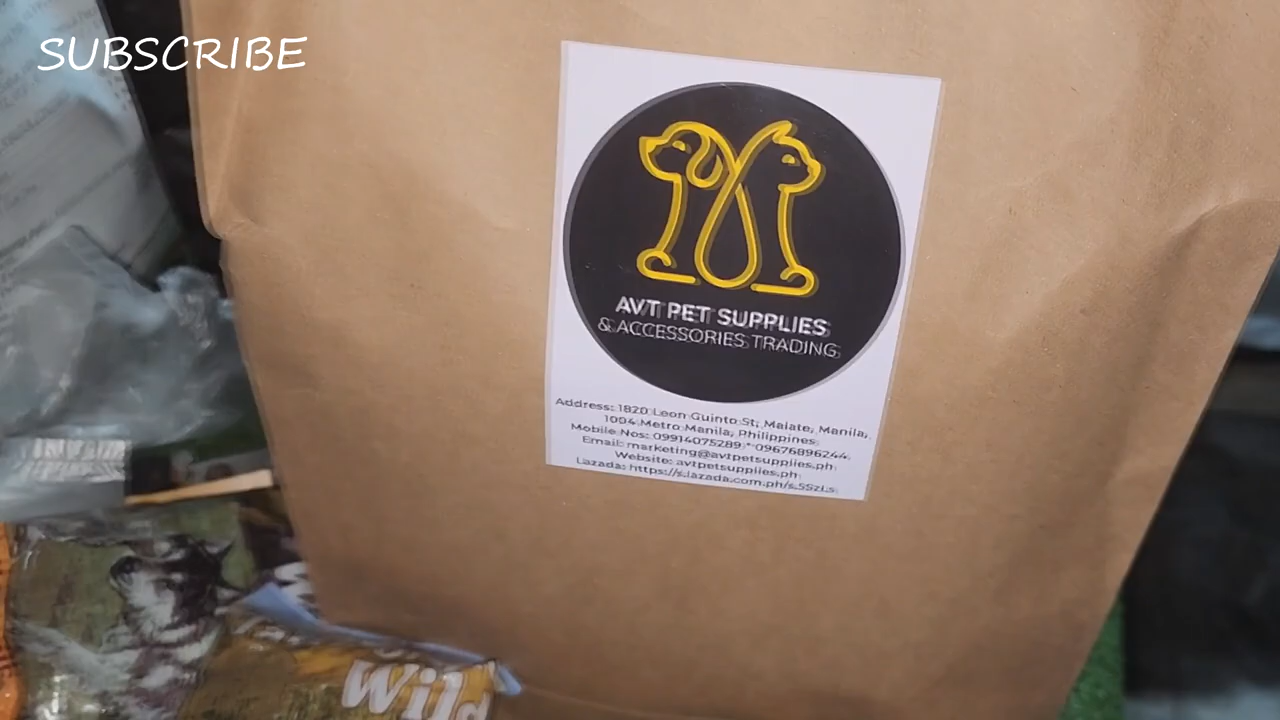 SUBSCRIBE
AVT PET SUPPLIES
& ACCESSORIES TRADING
Address: 1820 Leon Guinto St, Malate, Manila,
1004 Metro Manila, Philippines
Mobile Nos: 09914075289 * 09676896244
Email: marketing@avtpetsupplies.ph
Website: avtpetsupplies.ph
Lazada: https://s.lazada.com.ph/s.5SzLs
Wild